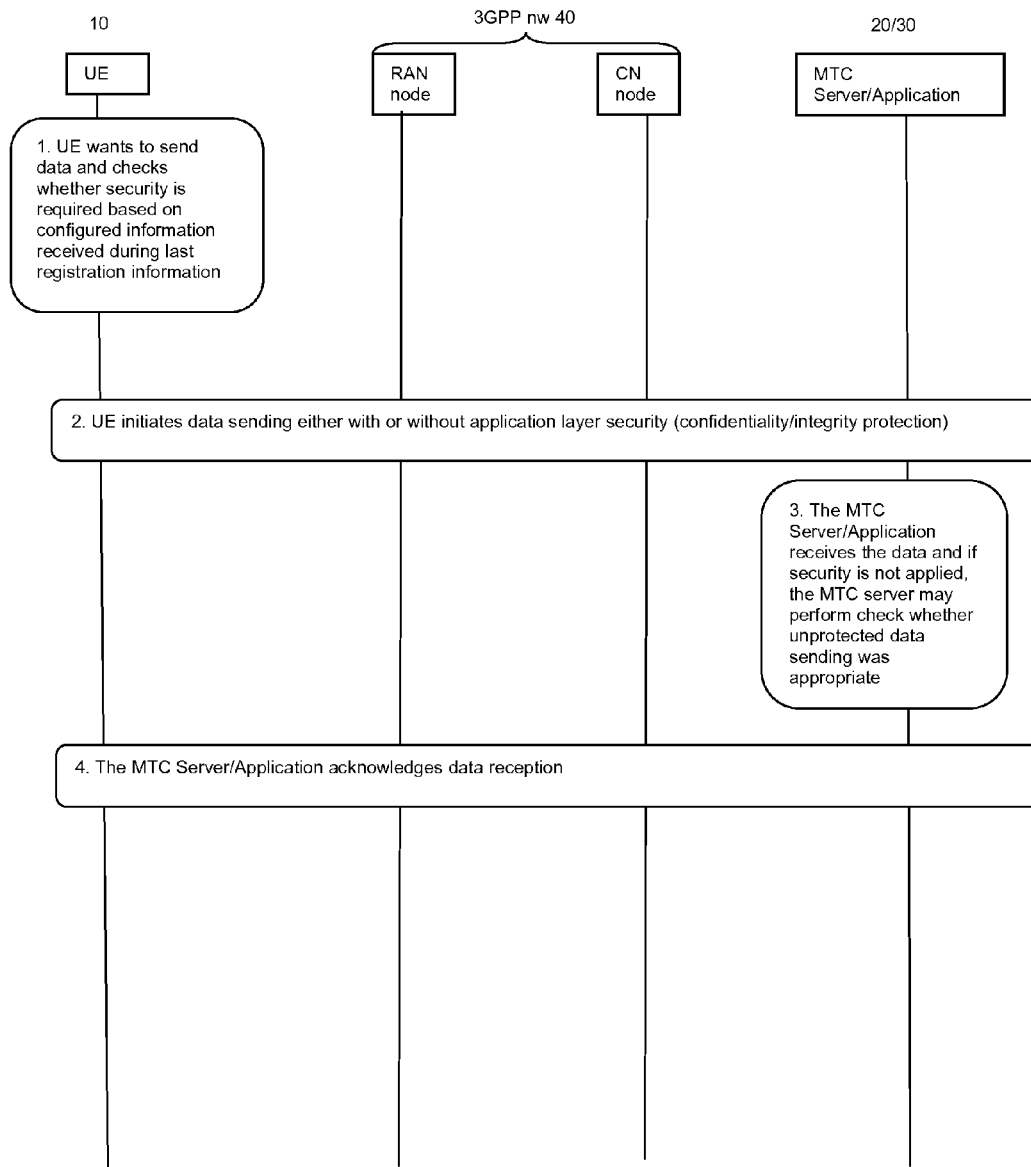 10
3GPP nw 40
20/30
UE
RAN
node
CN
node
MTC
Server/Application
1. UE wants to send
data and checks
whether security is
required based on
configured information
received during last
registration information
2. UE initiates data sending either with or without application layer security (confidentiality/integrity protection)
3. The MTC
Server/Application
receives the data and if
security is not applied,
the MTC server may
perform check whether
unprotected data
sending was
appropriate
4. The MTC Server/Application acknowledges data reception